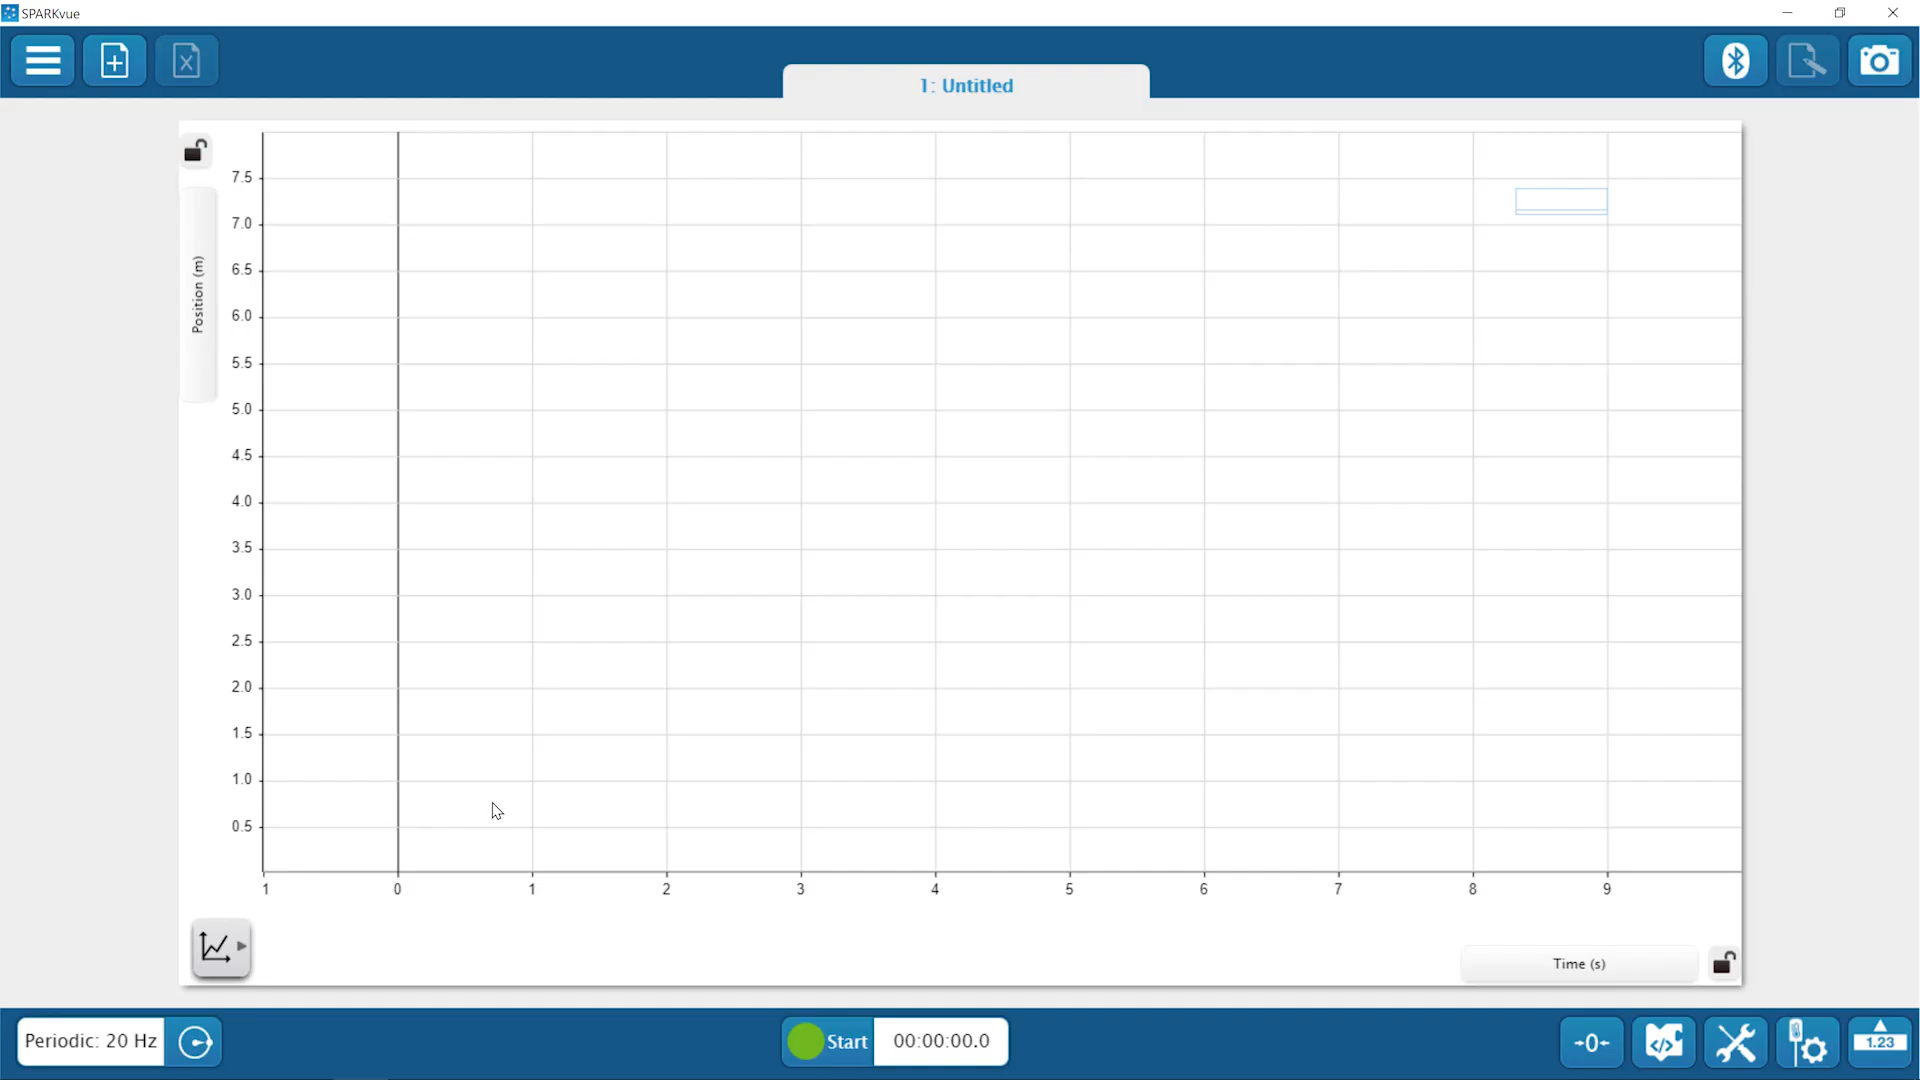 SPARKvue
1: Untitled
7.5
7.0
6.5
6.0
5.5
5.0
4.5
4.0
3.5
3.0
2.5
2.0
1.5
1.0
0.5
Position (m)
1 0 1 2 3 4 5 6 7 8 9
Time (s)
Periodic: 20 Hz
Start 00:00:00.0
→0←
</>
1.23